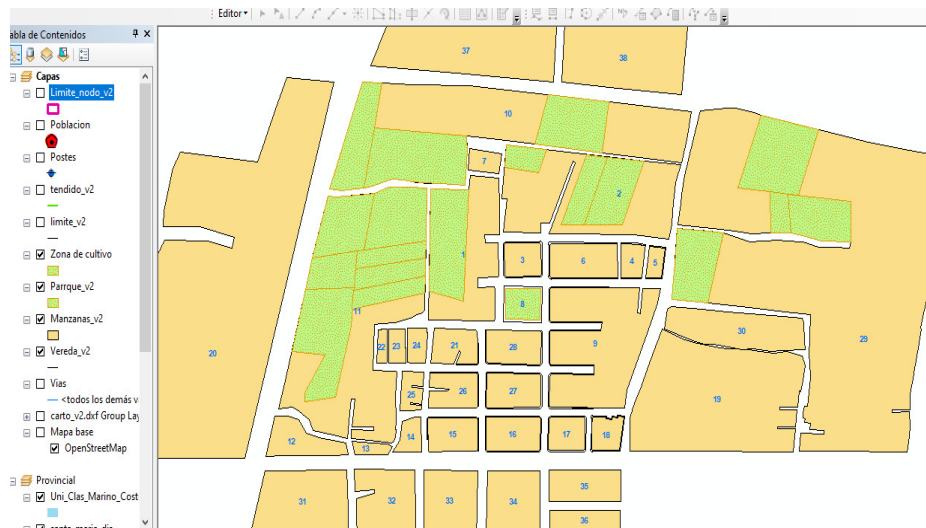 Editor
abla de Contenidos
Capas
Limite_nodo_v2
Poblacion
Postes
tendido_v2
limite_v2
Zona de cultivo
Parrque_v2
Manzanas_v2
Vereda_v2
Vias
<todos los demás v
carto_v2.dxf Group Lay
Mapa base
OpenStreetMap
Provincial
Uni_Clas_Marino_Cost
37
38
10
7
2
1
3
6
4
5
8
11
9
30
29
20
22
23
24
21
28
19
25
26
27
12
13
14
15
16
17
18
31
32
33
34
35
36